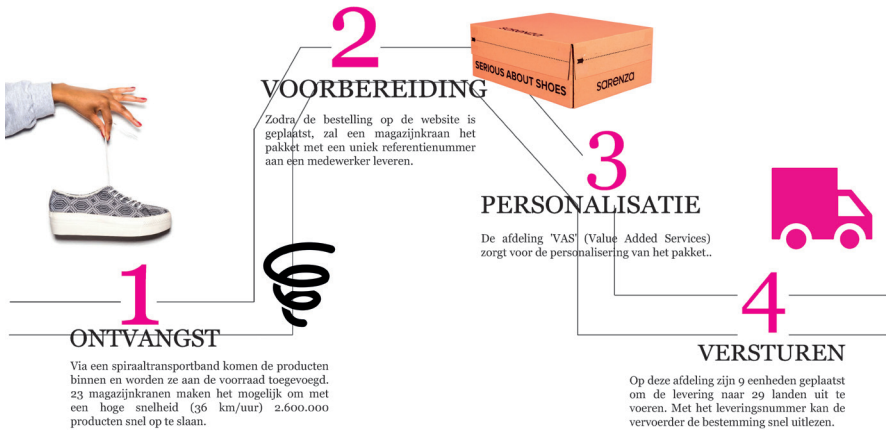 1
ONTVANGST
Via een spiraaltransportband komen de producten
binnen en worden ze aan de voorraad toegevoegd.
23 magazijnkranen maken het mogelijk om met
een hoge snelheid (36 km/uur) 2.600.000
producten snel op te slaan.
2
VOORBEREIDING
Zodra de bestelling op de website is
geplaatst, zal een magazijnkraan het
pakket met een uniek referentienummer
aan een medewerker leveren.
sarenza
SERIOUS ABOUT SHOES
sarenza
3
PERSONALISATIE
De afdeling 'VAS' (Value Added Services)
zorgt voor de personalisering van het pakket..
4
VERSTUREN
Op deze afdeling zijn 9 eenheden geplaatst
om de levering naar 29 landen uit te
voeren. Met het leveringsnummer kan de
vervoerder de bestemming snel uitlezen.